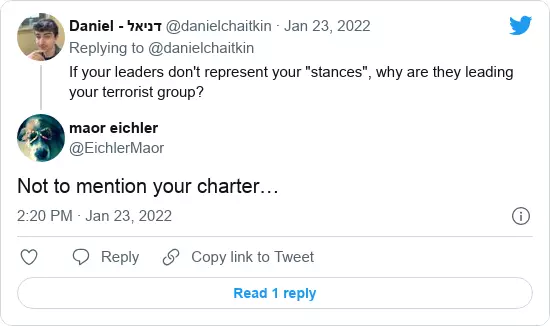 Daniel - דניאל @danielchaitkin · Jan 23, 2022
Replying to @danielchaitkin
If your leaders don't represent your "stances", why are they leading
your terrorist group?
maor eichler
@EichlerMaor
Not to mention your charter…
2:20 PM · Jan 23, 2022
Reply
Copy link to Tweet
Read 1 reply